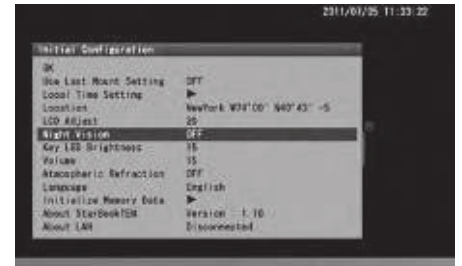 2011/07/25 11:33:22
Initial Configuration
OK
Use Last Mount Setting OFF
Local Time Setting ▶
Location NewYork W74°00' N40°43' -5
LCD Adjust 20
Night Vision OFF
Key LED Brightness 15
Volume 15
Atmospheric Refraction OFF
Language English
Initialize Memory Data ▶
About StarBookTEN Version 1.10
About LAN Disconnected